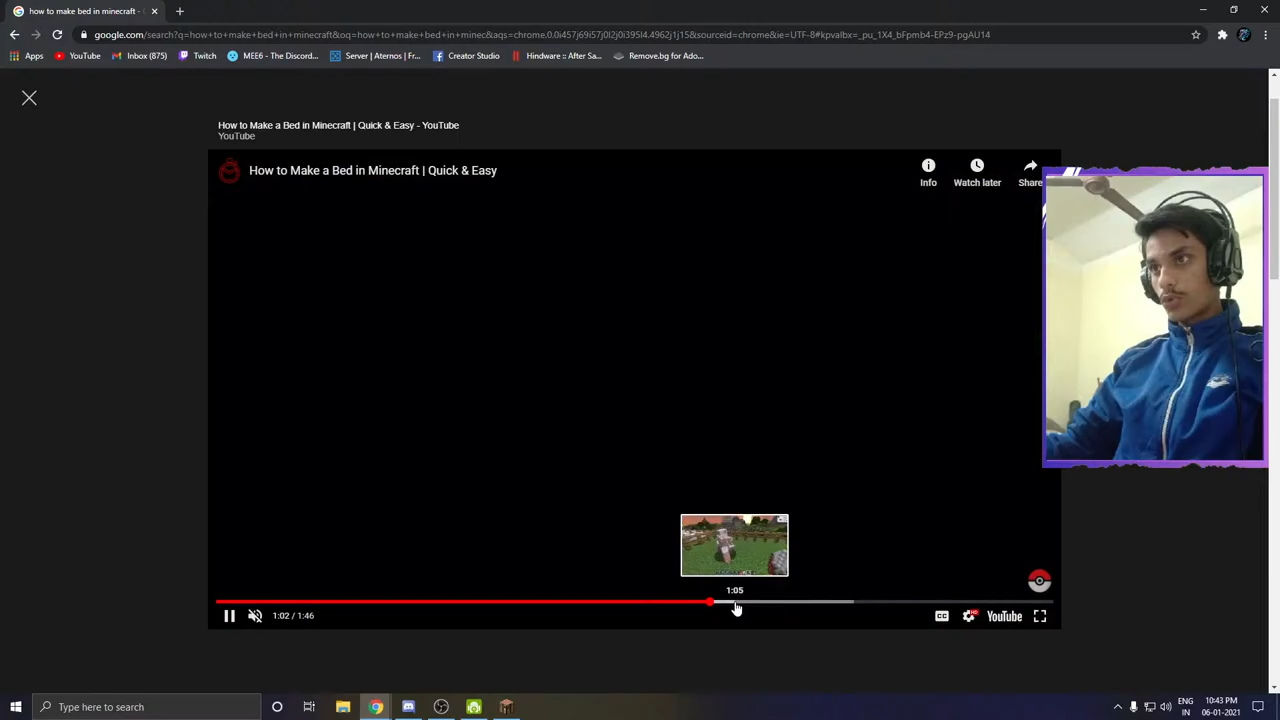 how to make bed in minecraft -
google.com/search?q=how+to+make+bed+in+minecraft&oq=how+to+make+bed+in+minec&aqs=chrome.0.0i457j69i57j0l2j0i395l4.4962j1j15&sourceid=chrome&ie=UTF-8#kpvalbx=_pu_1X4_bFpmb4-EPz9-pgAU14
Apps
YouTube
Inbox (875)
Twitch
MEE6 - The Discord...
Server | Aternos | Fr...
Creator Studio
Hindware :: After Sa...
Remove.bg for Ado...
How to Make a Bed in Minecraft | Quick & Easy - YouTube
YouTube
How to Make a Bed in Minecraft | Quick & Easy
Info
Watch later
Share
1:05
1:02 / 1:46
CC
HD
YouTube
Type here to search
ENG
IN
10:43 PM
06-01-2021